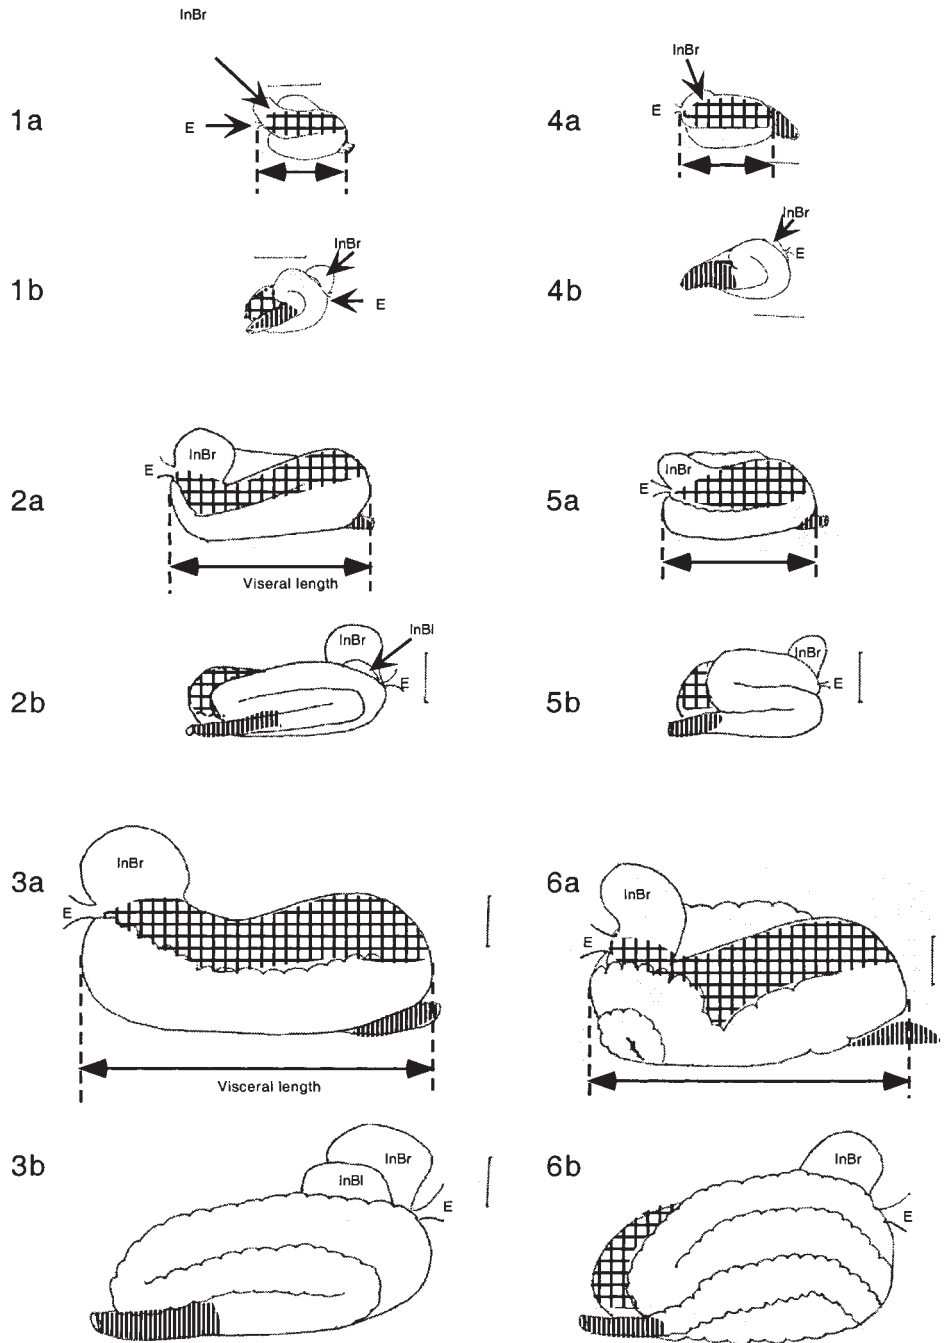 InBr
1a
E
InBr
4a
E
InBr
1b
E
InBr
4b
E
InBr
2a
E
Viseral length
InBr
5a
E
InBr
InBl
2b
E
InBr
5b
E
InBr
3a
E
Visceral length
InBr
6a
E
InBr
InBl
3b
E
InBr
6b
E